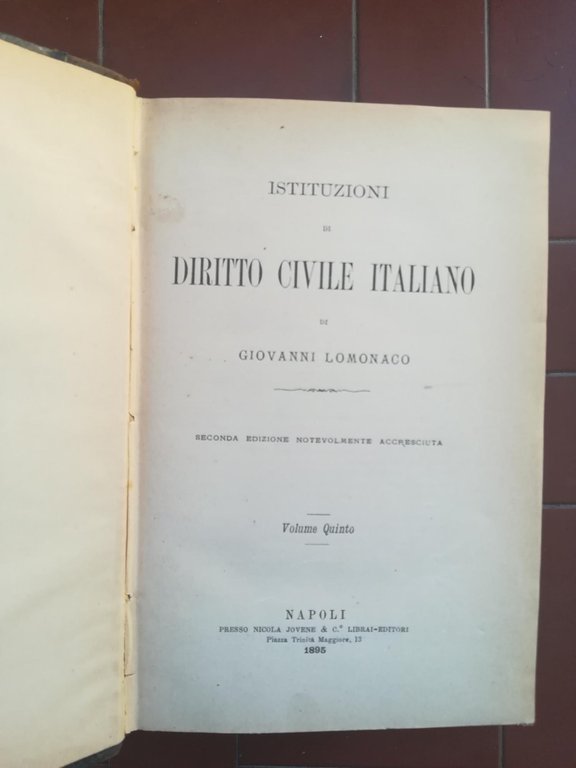 ISTITUZIONI
DI
DIRITTO CIVILE ITALIANO
DI
GIOVANNI LOMONACO
SECONDA EDIZIONE NOTEVOLMENTE ACCRESCIUTA
Volume Quinto
NAPOLI
PRESSO NICOLA JOVENE & C.º LIBRAI-EDITORI
Piazza Trinità Maggiore, 13
1895